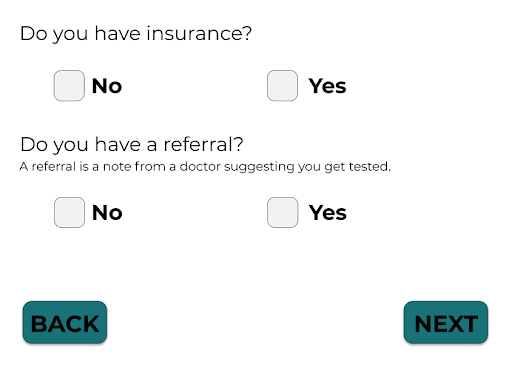 Do you have insurance?
No Yes
Do you have a referral?
A referral is a note from a doctor suggesting you get tested.
No Yes
BACK NEXT